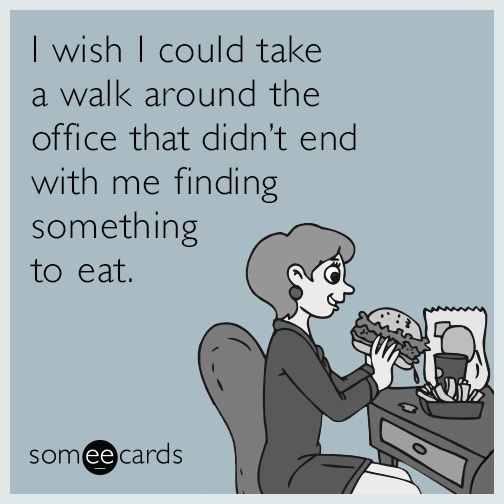 I wish I could take
a walk around the
office that didn't end
with me finding
something
to eat.
someecards